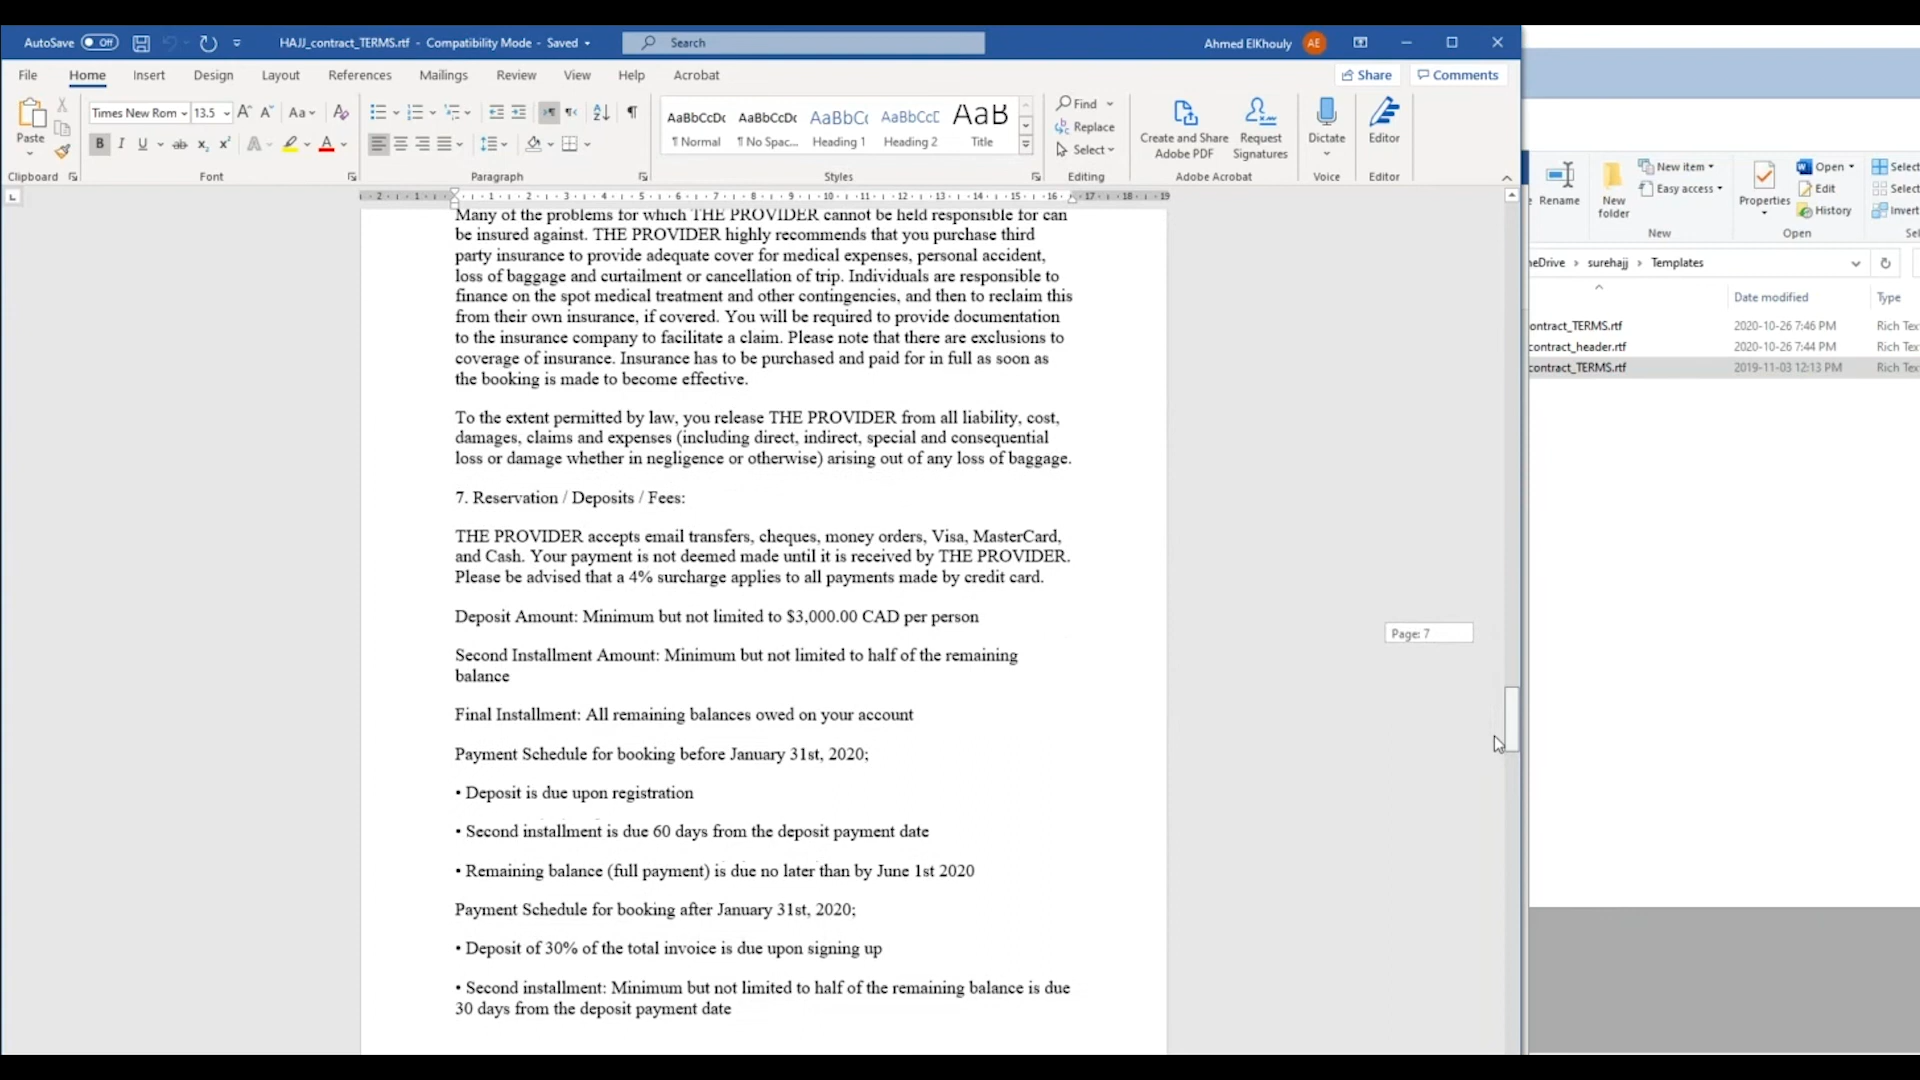 AutoSave Off HAJJ_contract_TERMS.rtf - Compatibility Mode - Saved Search Ahmed ElKhouly AE
File Home Insert Design Layout References Mailings Review View Help Acrobat Share Comments
Paste
Clipboard
Times New Rom 13.5
Font
Paragraph
AaBbCcDc AaBbCcDc AaBbCc AaBbCcC AaB
¶ Normal ¶ No Spac... Heading 1 Heading 2 Title
Styles
Find
Replace
Select
Editing
Create and Share
Adobe PDF
Request
Signatures
Adobe Acrobat
Dictate
Voice
Editor
Editor
Many of the problems for which THE PROVIDER cannot be held responsible for can
be insured against. THE PROVIDER highly recommends that you purchase third
party insurance to provide adequate cover for medical expenses, personal accident,
loss of baggage and curtailment or cancellation of trip. Individuals are responsible to
finance on the spot medical treatment and other contingencies, and then to reclaim this
from their own insurance, if covered. You will be required to provide documentation
to the insurance company to facilitate a claim. Please note that there are exclusions to
coverage of insurance. Insurance has to be purchased and paid for in full as soon as
the booking is made to become effective.
To the extent permitted by law, you release THE PROVIDER from all liability, cost,
damages, claims and expenses (including direct, indirect, special and consequential
loss or damage whether in negligence or otherwise) arising out of any loss of baggage.
7. Reservation / Deposits / Fees:
THE PROVIDER accepts email transfers, cheques, money orders, Visa, MasterCard,
and Cash. Your payment is not deemed made until it is received by THE PROVIDER.
Please be advised that a 4% surcharge applies to all payments made by credit card.
Deposit Amount: Minimum but not limited to $3,000.00 CAD per person
Second Installment Amount: Minimum but not limited to half of the remaining
balance
Final Installment: All remaining balances owed on your account
Payment Schedule for booking before January 31st, 2020;
• Deposit is due upon registration
• Second installment is due 60 days from the deposit payment date
• Remaining balance (full payment) is due no later than by June 1st 2020
Payment Schedule for booking after January 31st, 2020;
• Deposit of 30% of the total invoice is due upon signing up
• Second installment: Minimum but not limited to half of the remaining balance is due
30 days from the deposit payment date
Page: 7
Rename
New
folder
New item
Easy access
New
Properties
Open
Edit
History
Open
Select
Select
Invert
Sel
neDrive > surehajj > Templates
Date modified Type
ontract_TERMS.rtf 2020-10-26 7:46 PM Rich Tex
contract_header.rtf 2020-10-26 7:44 PM Rich Tex
contract_TERMS.rtf 2019-11-03 12:13 PM Rich Tex